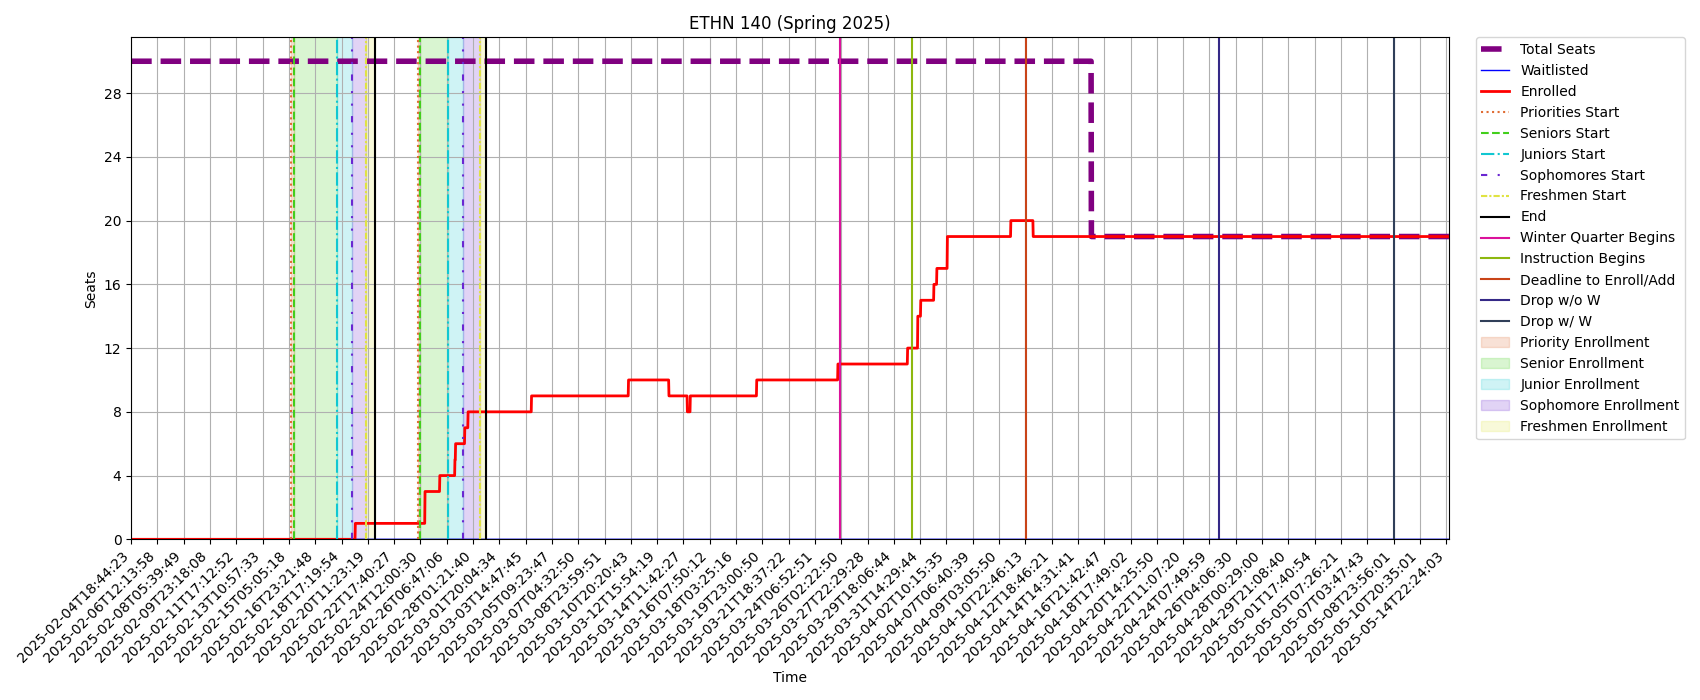 ETHN 140 (Spring 2025)
Seats
28
24
20
16
12
8
4
0
2025-02-04T18:44:23
2025-02-06T12:13:58
2025-02-08T05:39:49
2025-02-09T23:18:08
2025-02-11T17:12:52
2025-02-13T10:57:33
2025-02-15T05:05:18
2025-02-16T23:21:48
2025-02-18T17:19:54
2025-02-20T11:23:19
2025-02-22T17:40:27
2025-02-24T12:00:30
2025-02-26T06:47:06
2025-02-28T01:21:40
2025-03-01T20:04:34
2025-03-03T14:47:45
2025-03-05T09:23:47
2025-03-07T04:32:50
2025-03-08T23:59:51
2025-03-10T20:20:43
2025-03-12T15:54:19
2025-03-14T11:42:27
2025-03-16T07:50:12
2025-03-18T03:25:16
2025-03-19T23:00:50
2025-03-21T18:37:22
2025-03-24T06:52:51
2025-03-26T02:22:50
2025-03-27T22:29:28
2025-03-29T18:06:44
2025-03-31T14:29:44
2025-04-02T10:15:35
2025-04-07T06:40:39
2025-04-09T03:05:50
2025-04-10T22:46:13
2025-04-12T18:46:21
2025-04-14T14:31:41
2025-04-16T21:42:47
2025-04-18T17:49:02
2025-04-20T14:25:50
2025-04-22T11:07:20
2025-04-24T07:49:59
2025-04-26T04:06:30
2025-04-28T00:29:00
2025-04-29T21:08:40
2025-05-01T17:40:54
2025-05-05T07:26:21
2025-05-07T03:47:43
2025-05-08T23:56:01
2025-05-10T20:35:01
2025-05-14T22:24:03
Time
Total Seats
Waitlisted
Enrolled
Priorities Start
Seniors Start
Juniors Start
Sophomores Start
Freshmen Start
End
Winter Quarter Begins
Instruction Begins
Deadline to Enroll/Add
Drop w/o W
Drop w/ W
Priority Enrollment
Senior Enrollment
Junior Enrollment
Sophomore Enrollment
Freshmen Enrollment